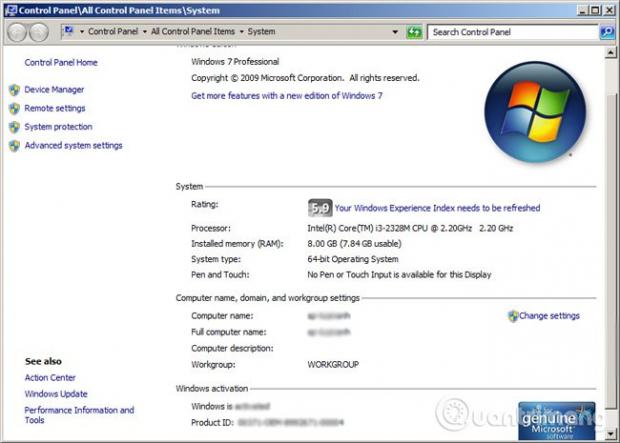 Control Panel\All Control Panel Items\System
Control Panel All Control Panel Items System
Search Control Panel
Control Panel Home
Device Manager
Remote settings
System protection
Advanced system settings
Windows 7 Professional
Copyright © 2009 Microsoft Corporation. All rights reserved.
Get more features with a new edition of Windows 7
System
Rating:
5,9 Your Windows Experience Index needs to be refreshed
Processor: Intel(R) Core(TM) i3-2328M CPU @ 2.20GHz 2.20 GHz
Installed memory (RAM): 8.00 GB (7.84 GB usable)
System type: 64-bit Operating System
Pen and Touch: No Pen or Touch Input is available for this Display
Computer name, domain, and workgroup settings
Computer name:
Change settings
Full computer name:
Computer description:
Workgroup: WORKGROUP
Windows activation
Windows is activated
Product ID:
See also
Action Center
Windows Update
Performance Information and
Tools
genuine
Microsoft
software